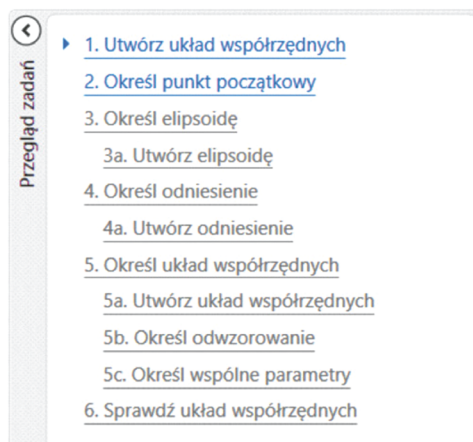 Przegląd zadań
1. Utwórz układ współrzędnych
2. Określ punkt początkowy
3. Określ elipsoidę
3a. Utwórz elipsoidę
4. Określ odniesienie
4a. Utwórz odniesienie
5. Określ układ współrzędnych
5a. Utwórz układ współrzędnych
5b. Określ odwzorowanie
5c. Określ wspólne parametry
6. Sprawdź układ współrzędnych